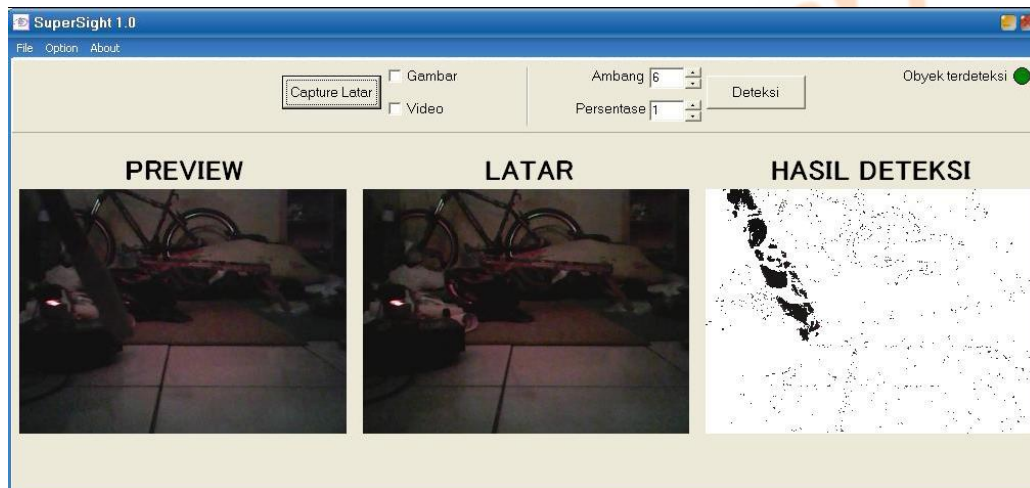 SuperSight 1.0
File Option About
Capture Latar
Gambar
Video
Ambang 6
Persentase 1
Deteksi
Obyek terdeteksi
PREVIEW LATAR HASIL DETEKSI